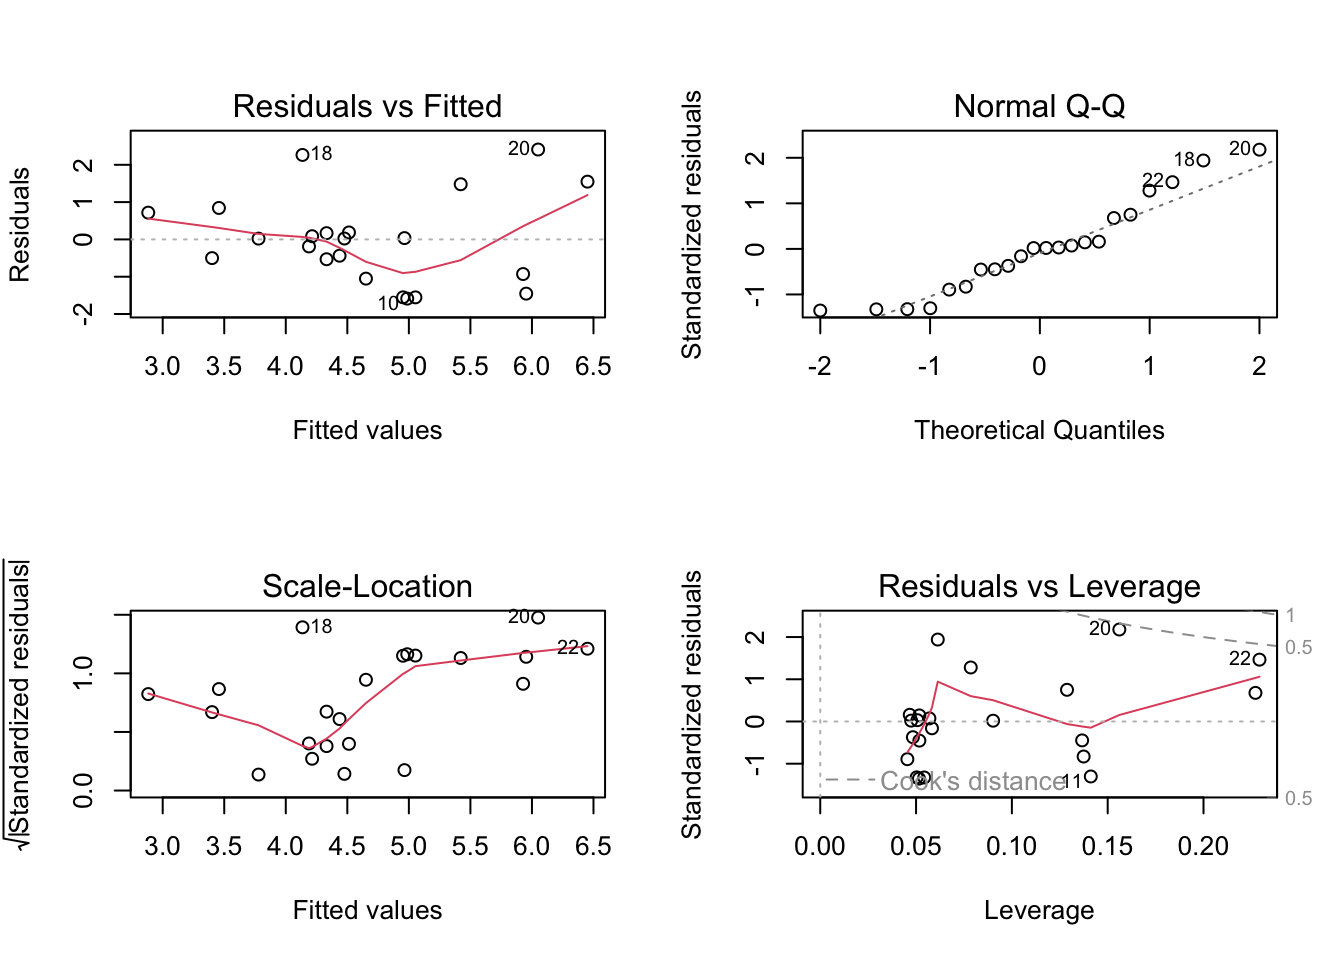 Residuals vs Fitted
Residuals
2
1
0
-2
18
20
10
3.0 3.5 4.0 4.5 5.0 5.5 6.0 6.5
Fitted values
Normal Q-Q
Standardized residuals
2
1
0
-1
18
20
22
-2 -1 0 1 2
Theoretical Quantiles
Scale-Location
√|Standardized residuals|
1.0
0.0
18
20
22
3.0 3.5 4.0 4.5 5.0 5.5 6.0 6.5
Fitted values
Residuals vs Leverage
Standardized residuals
2
1
0
-1
20
22
11
Cook's distance
1
0.5
0.5
0.00 0.05 0.10 0.15 0.20
Leverage